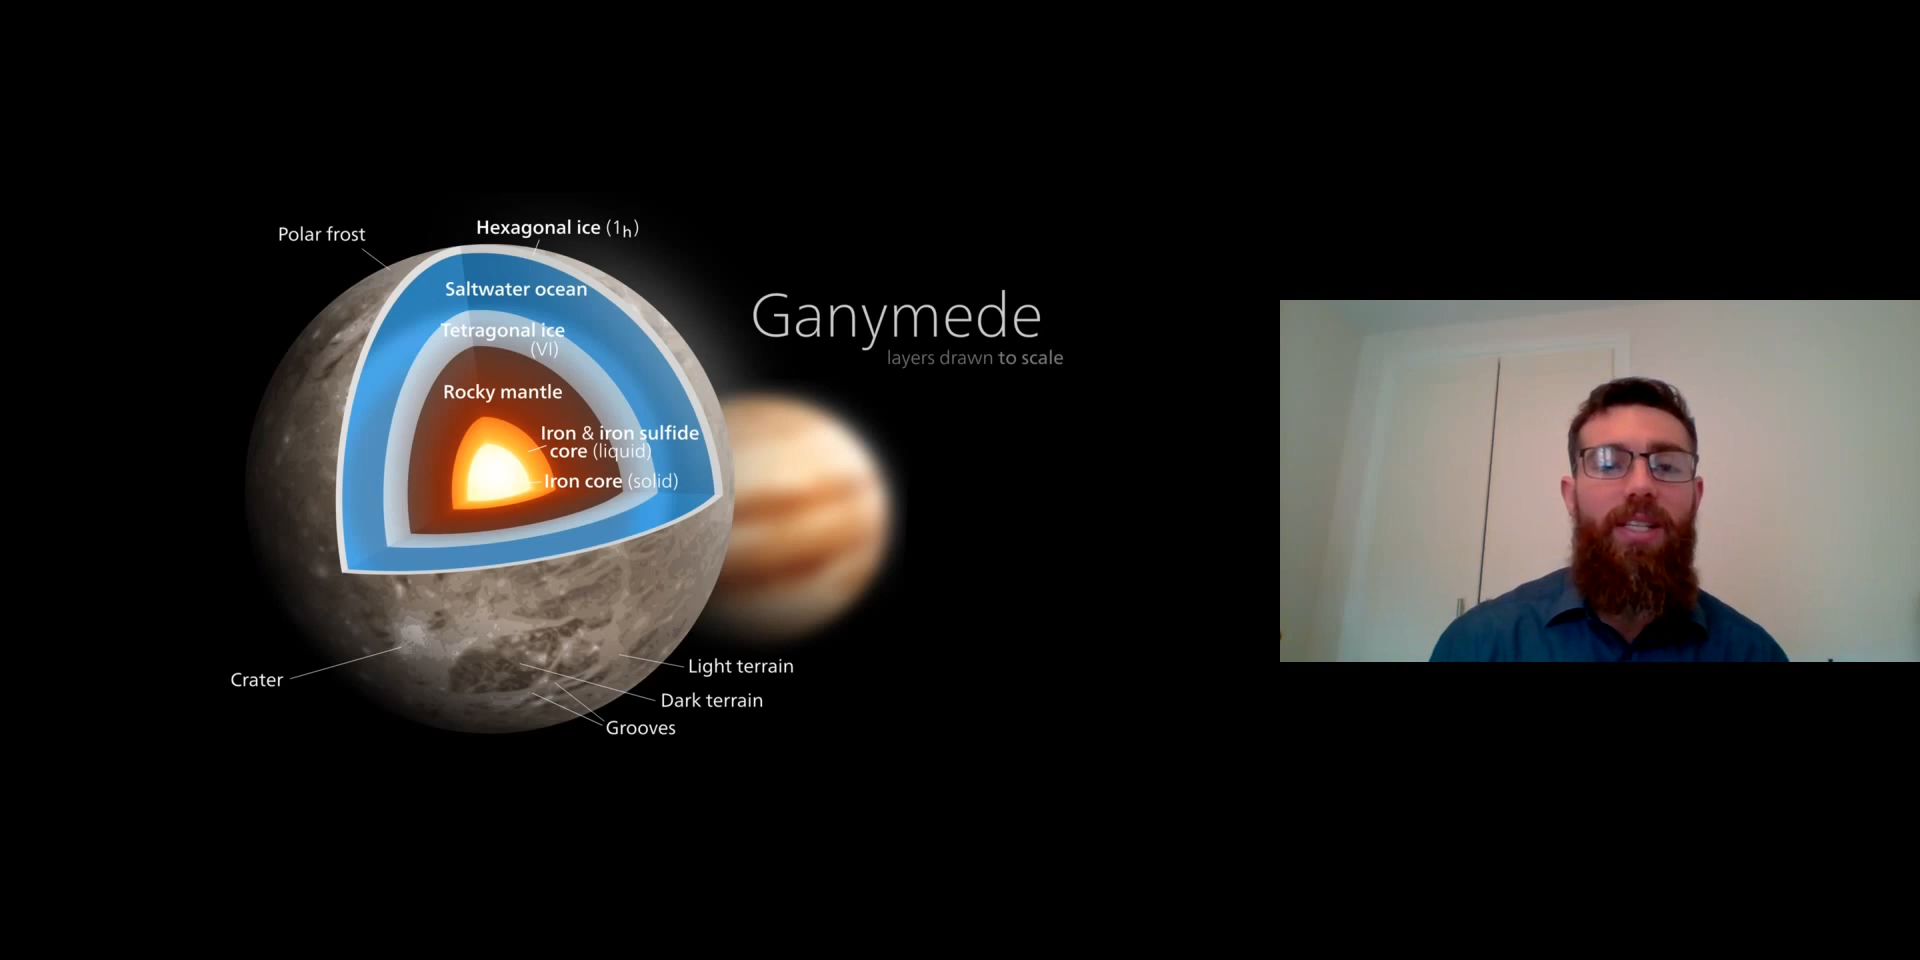 Polar frost
Hexagonal ice (1h)
Saltwater ocean
Tetragonal ice
(VI)
Rocky mantle
Iron & iron sulfide
core (liquid)
Iron core (solid)
Ganymede
layers drawn to scale
Crater
Light terrain
Dark terrain
Grooves